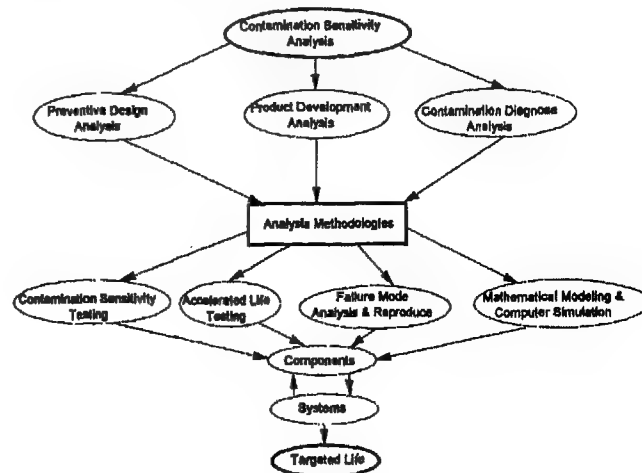 Contamination Sensitivity
Analysis
Preventive Design
Analysis
Product Development
Analysis
Contamination Diagnose
Analysis
Analysis Methodologies
Contamination Sensitivity
Testing
Accelerated Life
Testing
Failure Mode
Analysis & Reproduce
Mathematical Modeling &
Computer Simulation
Components
Systems
Targeted Life